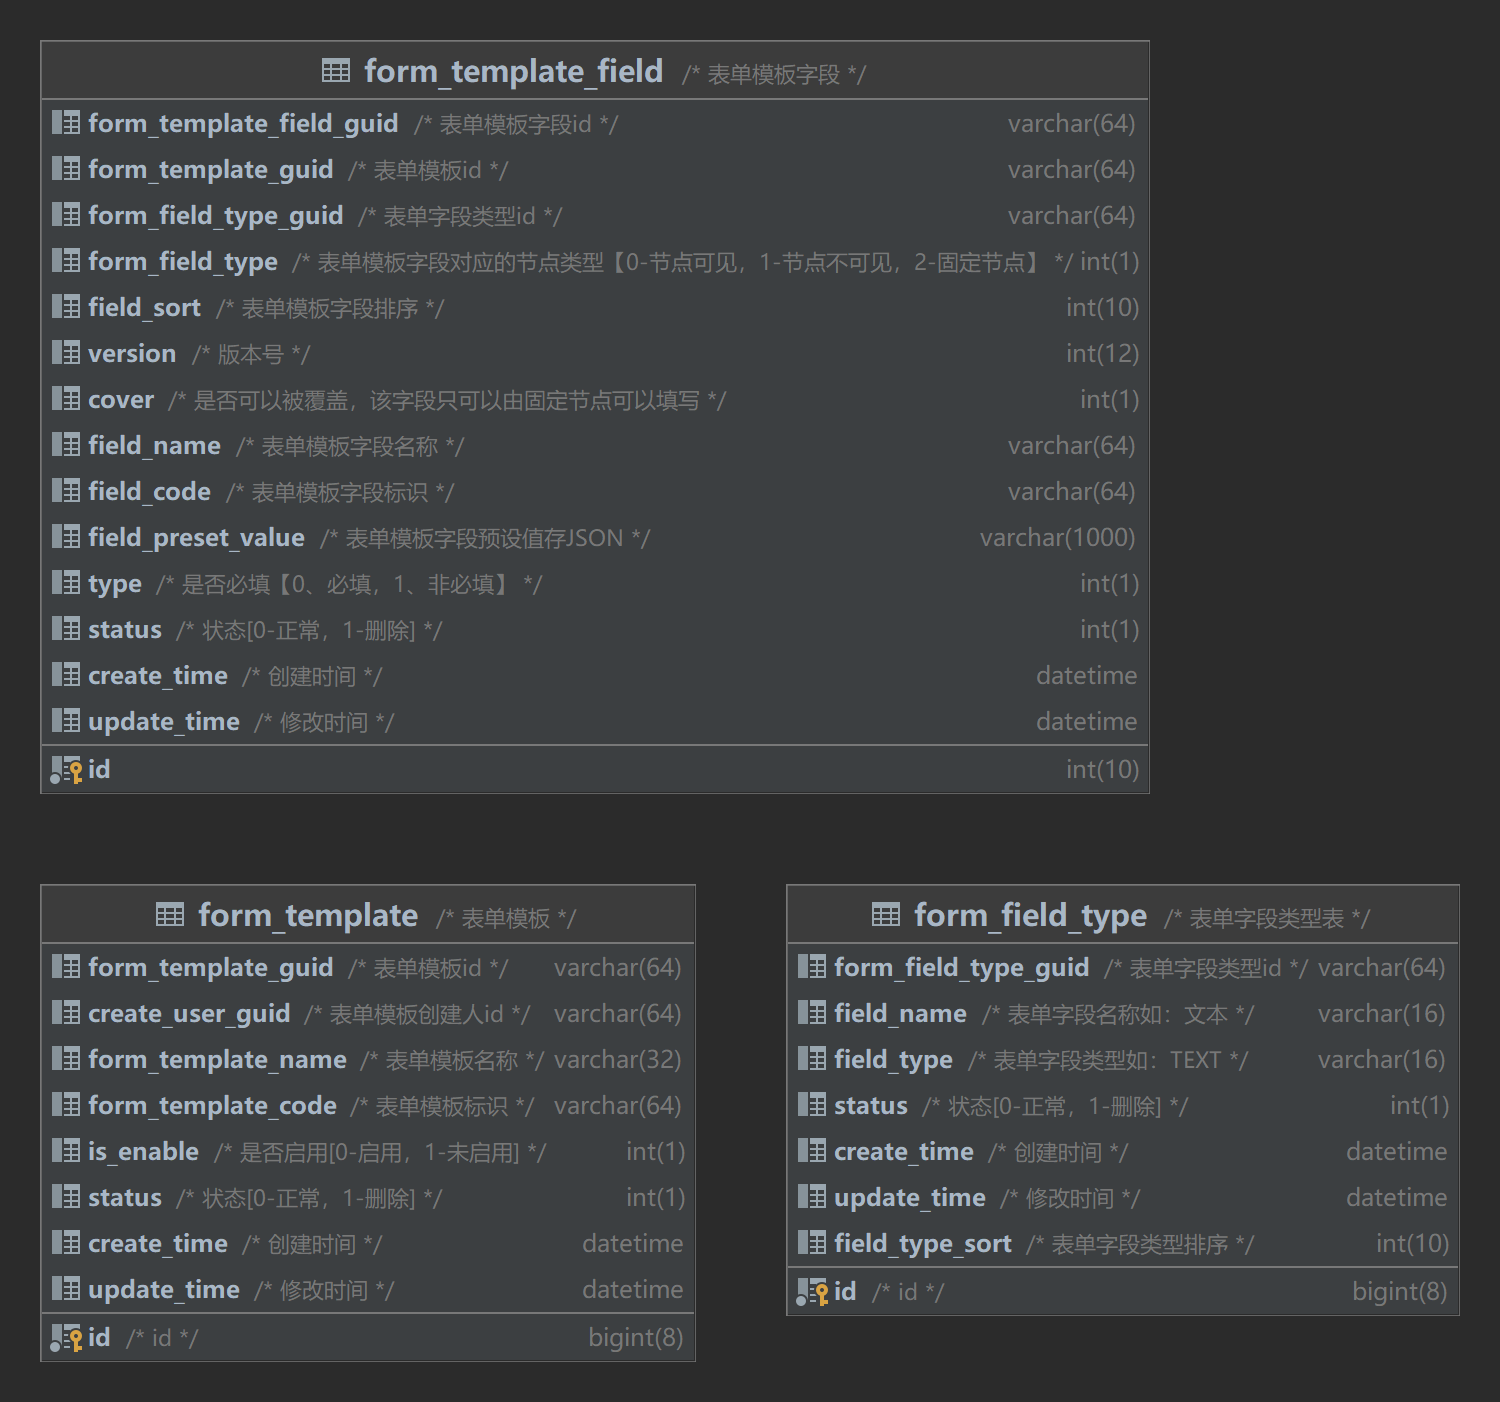 form_template_field /* 表单模板字段 */
form_template_field_guid /* 表单模板字段id */ varchar(64)
form_template_guid /* 表单模板id */ varchar(64)
form_field_type_guid /* 表单字段类型id */ varchar(64)
form_field_type /* 表单模板字段对应的节点类型【0-节点可见，1-节点不可见，2-固定节点】 */ int(1)
field_sort /* 表单模板字段排序 */ int(10)
version /* 版本号 */ int(12)
cover /* 是否可以被覆盖，该字段只可以由固定节点可以填写 */ int(1)
field_name /* 表单模板字段名称 */ varchar(64)
field_code /* 表单模板字段标识 */ varchar(64)
field_preset_value /* 表单模板字段预设值存JSON */ varchar(1000)
type /* 是否必填【0、必填，1、非必填】 */ int(1)
status /* 状态[0-正常，1-删除] */ int(1)
create_time /* 创建时间 */ datetime
update_time /* 修改时间 */ datetime
id int(10)
form_template /* 表单模板 */
form_template_guid /* 表单模板id */ varchar(64)
create_user_guid /* 表单模板创建人id */ varchar(64)
form_template_name /* 表单模板名称 */ varchar(32)
form_template_code /* 表单模板标识 */ varchar(64)
is_enable /* 是否启用[0-启用，1-未启用] */ int(1)
status /* 状态[0-正常，1-删除] */ int(1)
create_time /* 创建时间 */ datetime
update_time /* 修改时间 */ datetime
id /* id */ bigint(8)
form_field_type /* 表单字段类型表 */
form_field_type_guid /* 表单字段类型id */ varchar(64)
field_name /* 表单字段名称如：文本 */ varchar(16)
field_type /* 表单字段类型如：TEXT */ varchar(16)
status /* 状态[0-正常，1-删除] */ int(1)
create_time /* 创建时间 */ datetime
update_time /* 修改时间 */ datetime
field_type_sort /* 表单字段类型排序 */ int(10)
id /* id */ bigint(8)